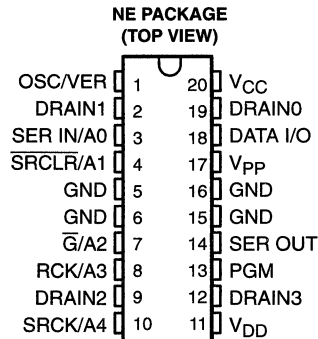 NE PACKAGE
(TOP VIEW)
OSC/VER 1 20 VCC
DRAIN1 2 19 DRAIN0
SER IN/A0 3 18 DATA I/O
SRCLR/A1 4 17 VPP
GND 5 16 GND
GND 6 15 GND
G/A2 7 14 SER OUT
RCK/A3 8 13 PGM
DRAIN2 9 12 DRAIN3
SRCK/A4 10 11 VDD